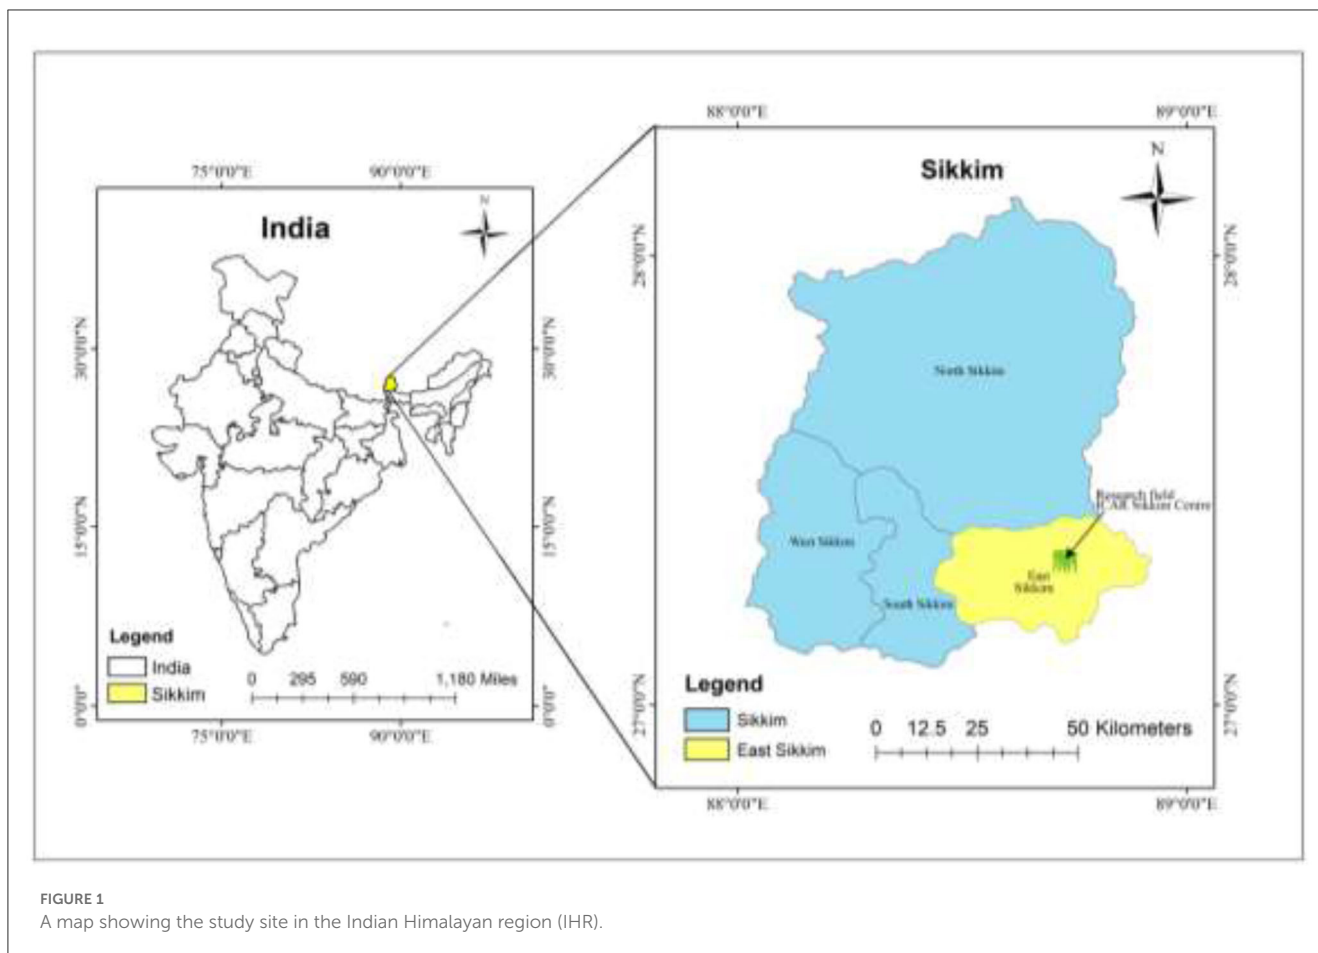 88°0'0"E 89°0'0"E
Sikkim
N
28°0'0"N 28°0'0"N
North Sikkim
Research field
ICAR Sikkim Centre
West Sikkim
East
Sikkim
South Sikkim
Legend
Sikkim
East Sikkim
0 12.5 25 50 Kilometers
27°0'0"N 27°0'0"N
88°0'0"E 89°0'0"E
75°0'0"E 90°0'0"E
India
N
30°0'0"N 30°0'0"N
15°0'0"N 15°0'0"N
Legend
India
Sikkim
0 295 590 1,180 Miles
0°0'0" 0°0'0"
75°0'0"E 90°0'0"E
FIGURE 1
A map showing the study site in the Indian Himalayan region (IHR).